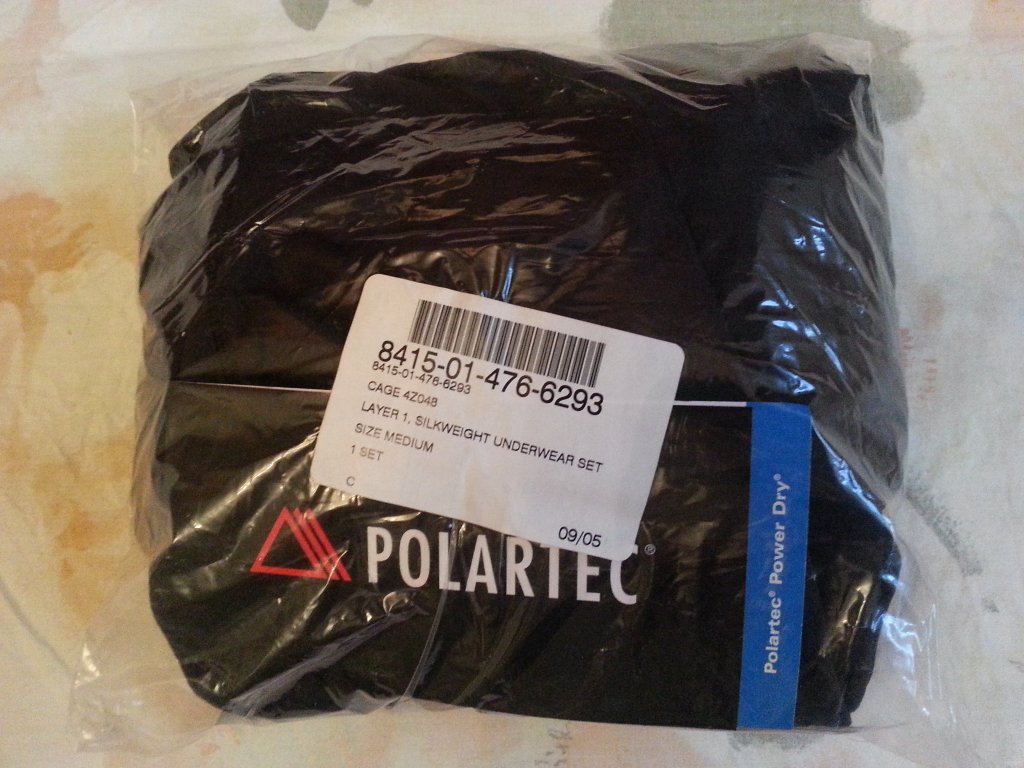 8415-01-476-6293
8415-01-476-6293
CAGE 4Z048
LAYER 1, SILKWEIGHT UNDERWEAR SET
SIZE MEDIUM
1 SET
C
09/05
POLARTEC®
Polartec® Power Dry®